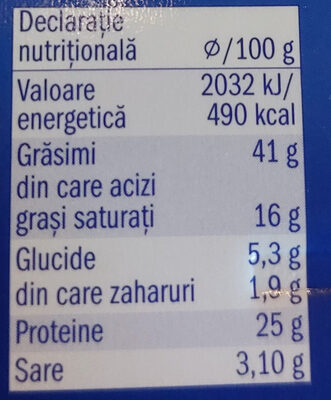 Declarație
nutrițională ⌀/100 g
Valoare 2032 kJ/
energetică 490 kcal
Grăsimi 41 g
din care acizi
grași saturați 16 g
Glucide 5,3 g
din care zaharuri 1,9 g
Proteine 25 g
Sare 3,10 g